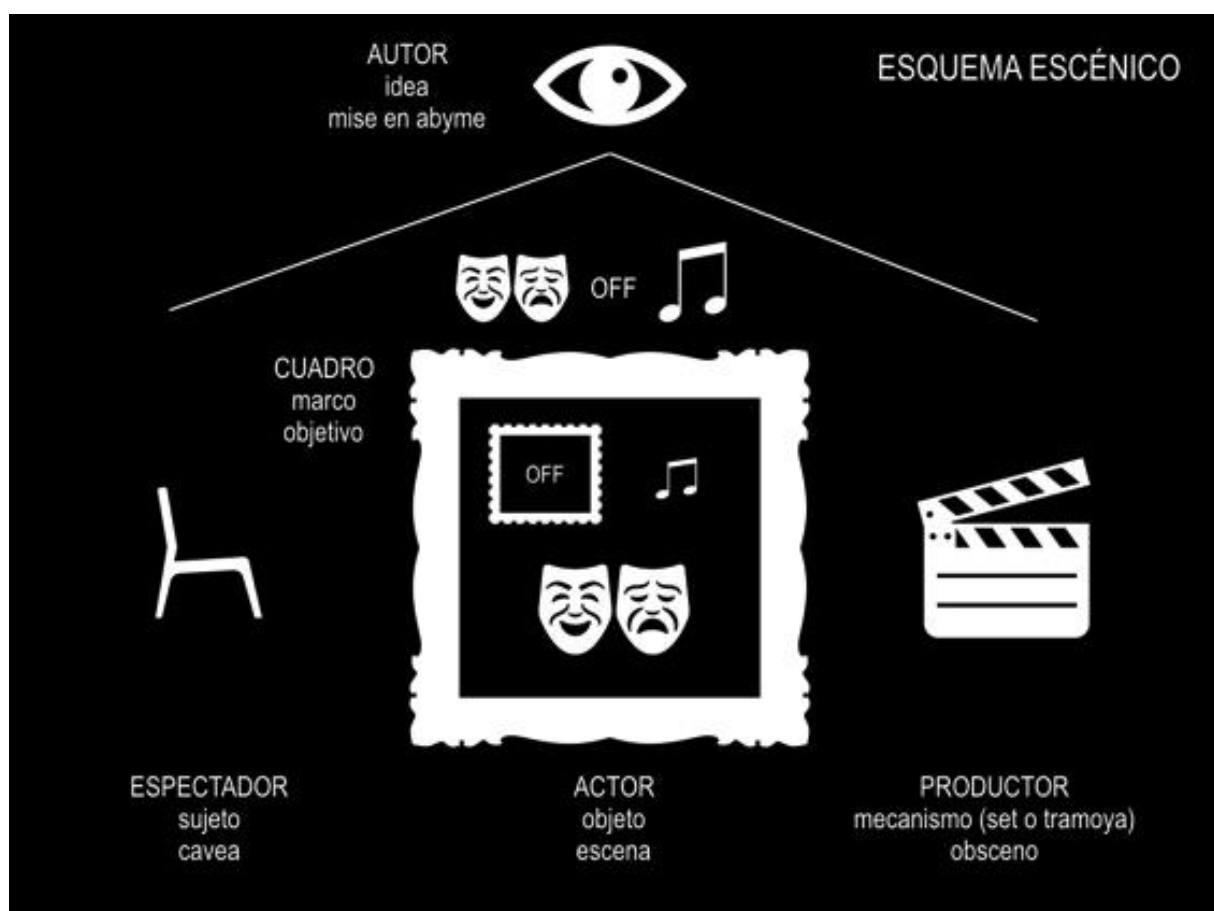 ESQUEMA ESCÉNICO
AUTOR
idea
mise en abyme
OFF
CUADRO
marco
objetivo
OFF
ESPECTADOR
sujeto
cavea
ACTOR
objeto
escena
PRODUCTOR
mecanismo (set o tramoya)
obsceno